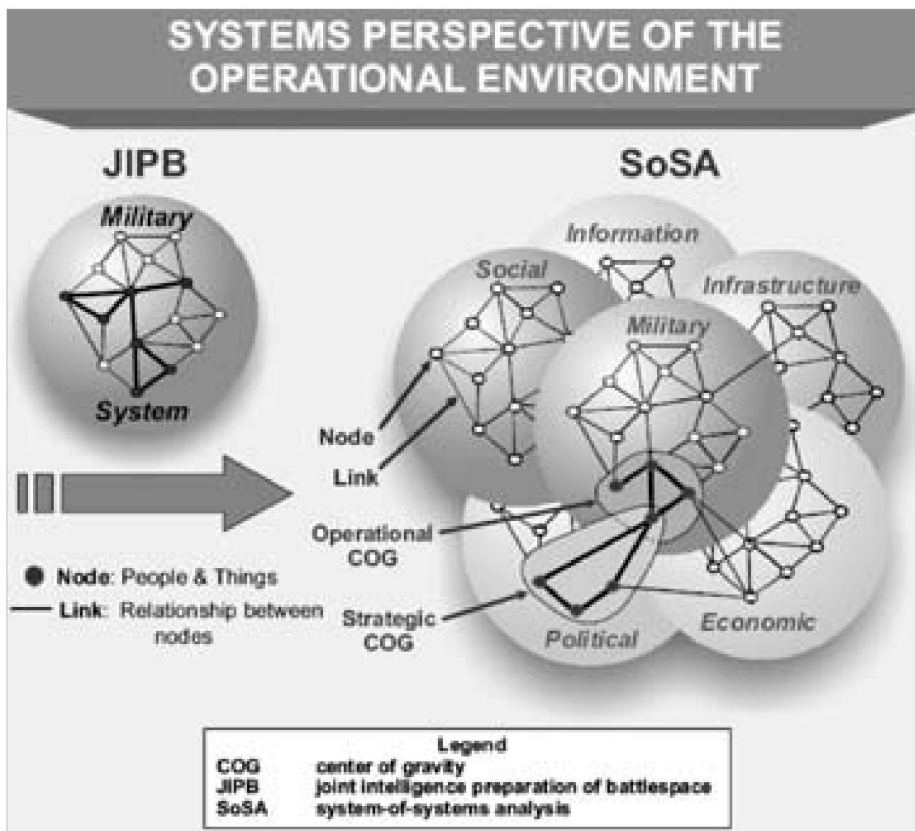 SYSTEMS PERSPECTIVE OF THE
OPERATIONAL ENVIRONMENT
JIPB
SoSA
Military
System
Information
Social
Infrastructure
Military
Node
Link
Operational
COG
Strategic
COG
Political
Economic
Node: People & Things
Link: Relationship between
nodes
Legend
COG center of gravity
JIPB joint intelligence preparation of battlespace
SoSA system-of-systems analysis